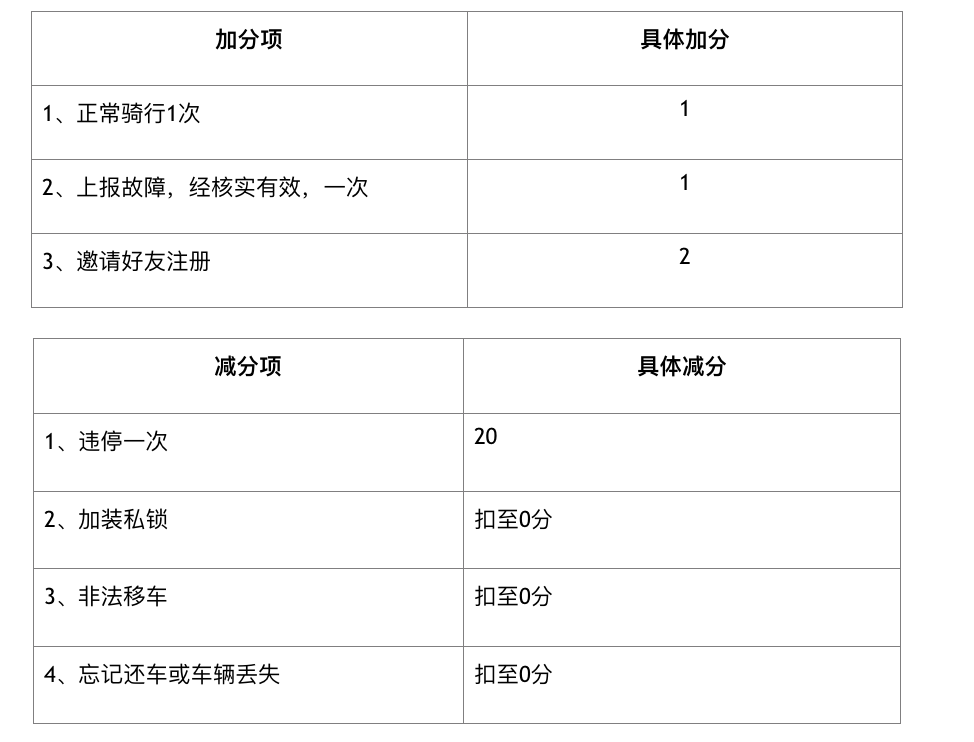 加分项 具体加分
1、正常骑行1次 1
2、上报故障，经核实有效，一次 1
3、邀请好友注册 2
减分项 具体减分
1、违停一次 20
2、加装私锁 扣至0分
3、非法移车 扣至0分
4、忘记还车或车辆丢失 扣至0分